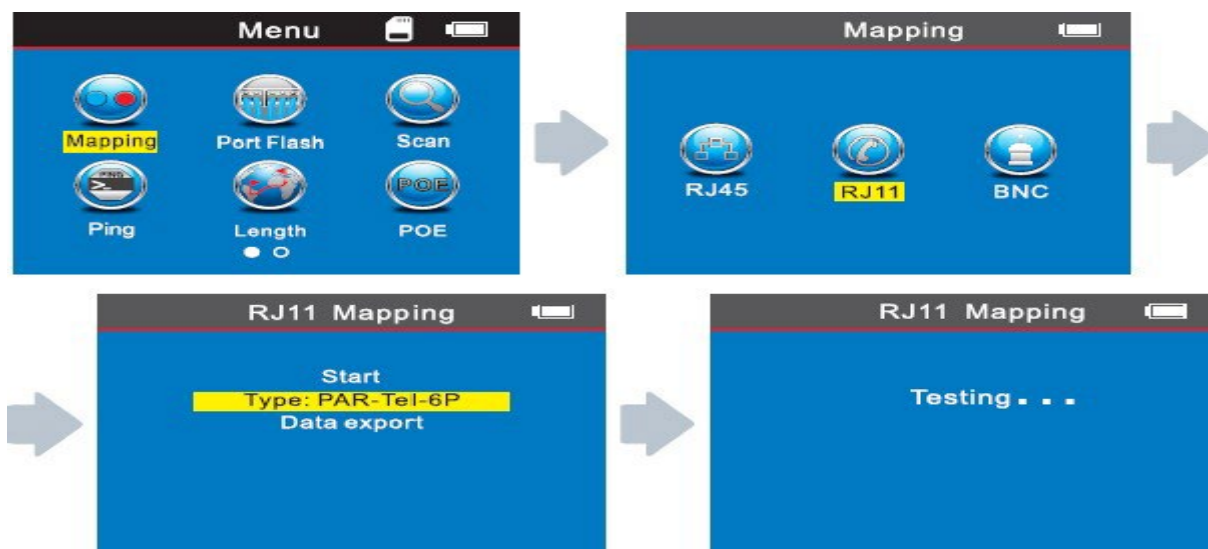 Menu
Mapping
Port Flash
Scan
PING
Ping
Length
POE
POE
Mapping
RJ45
RJ11
BNC
RJ11 Mapping
Start
Type: PAR-Tel-6P
Data export
RJ11 Mapping
Testing...